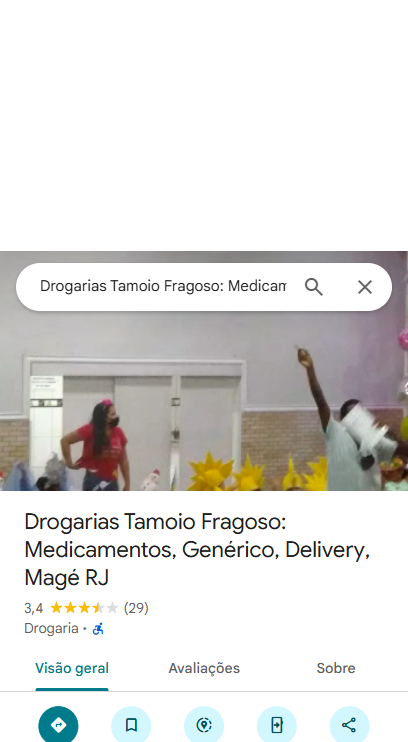 Drogarias Tamoio Fragoso: Medicam
Drogarias Tamoio Fragoso:
Medicamentos, Genérico, Delivery,
Magé RJ
3,4 (29)
Drogaria ·
Visão geral Avaliações Sobre